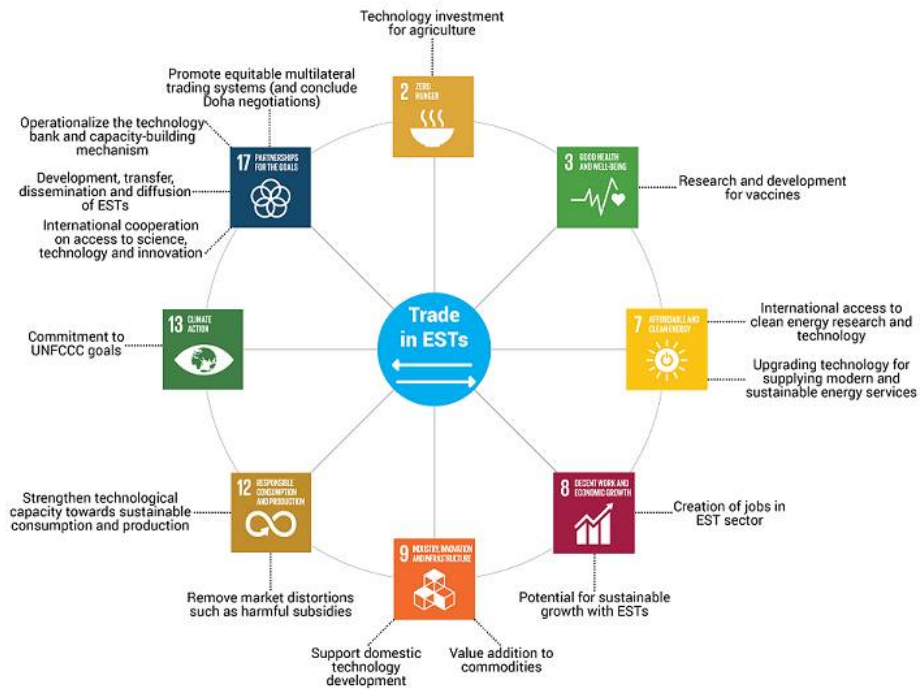 Technology investment
for agriculture
Promote equitable multilateral
trading systems (and conclude
Doha negotiations)
Operationalize the technology
bank and capacity-building
mechanism
Development, transfer,
dissemination and diffusion
of ESTs
International cooperation
on access to science,
technology and innovation
17 PARTNERSHIPS
FOR THE GOALS
2 ZERO
HUNGER
3 GOOD HEALTH
AND WELL-BEING
Research and development
for vaccines
13 CLIMATE
ACTION
Commitment to
UNFCCC goals
Trade
in ESTs
7 AFFORDABLE AND
CLEAN ENERGY
International access to
clean energy research and
technology
Upgrading technology for
supplying modern and
sustainable energy services
12 RESPONSIBLE
CONSUMPTION
AND PRODUCTION
Strengthen technological
capacity towards sustainable
consumption and production
Remove market distortions
such as harmful subsidies
9 INDUSTRY, INNOVATION
AND INFRASTRUCTURE
Support domestic
technology
development
Value addition to
commodities
8 DECENT WORK AND
ECONOMIC GROWTH
Creation of jobs in
EST sector
Potential for sustainable
growth with ESTs